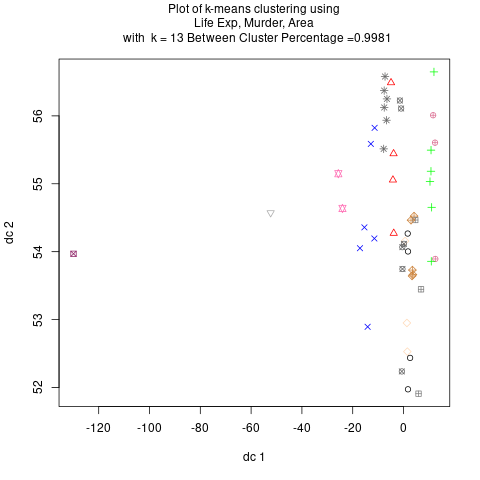 Plot of k-means clustering using
Life Exp, Murder, Area
with k = 13 Between Cluster Percentage =0.9981
dc 2
56
55
54
53
52
-120 -100 -80 -60 -40 -20 0
dc 1